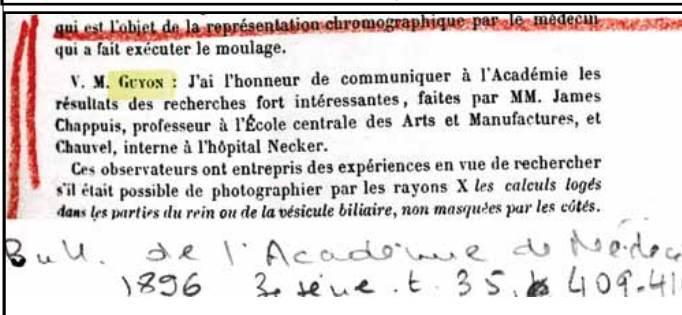 qui est l'objet de la représentation chromographique par le médecin
qui a fait exécuter le moulage.
V. M. GUYON : J'ai l'honneur de communiquer à l'Académie les
résultats des recherches fort intéressantes, faites par MM. James
Chappuis, professeur à l'École centrale des Arts et Manufactures, et
Chauvel, interne à l'hôpital Necker.
Ces observateurs ont entrepris des expériences en vue de rechercher
s'il était possible de photographier par les rayons X les calculs logés
dans les parties du rein ou de la vésicule biliaire, non masquées par les côtés.
Bull. de l'Académie de
1896 3e série. t. 35, 409-41